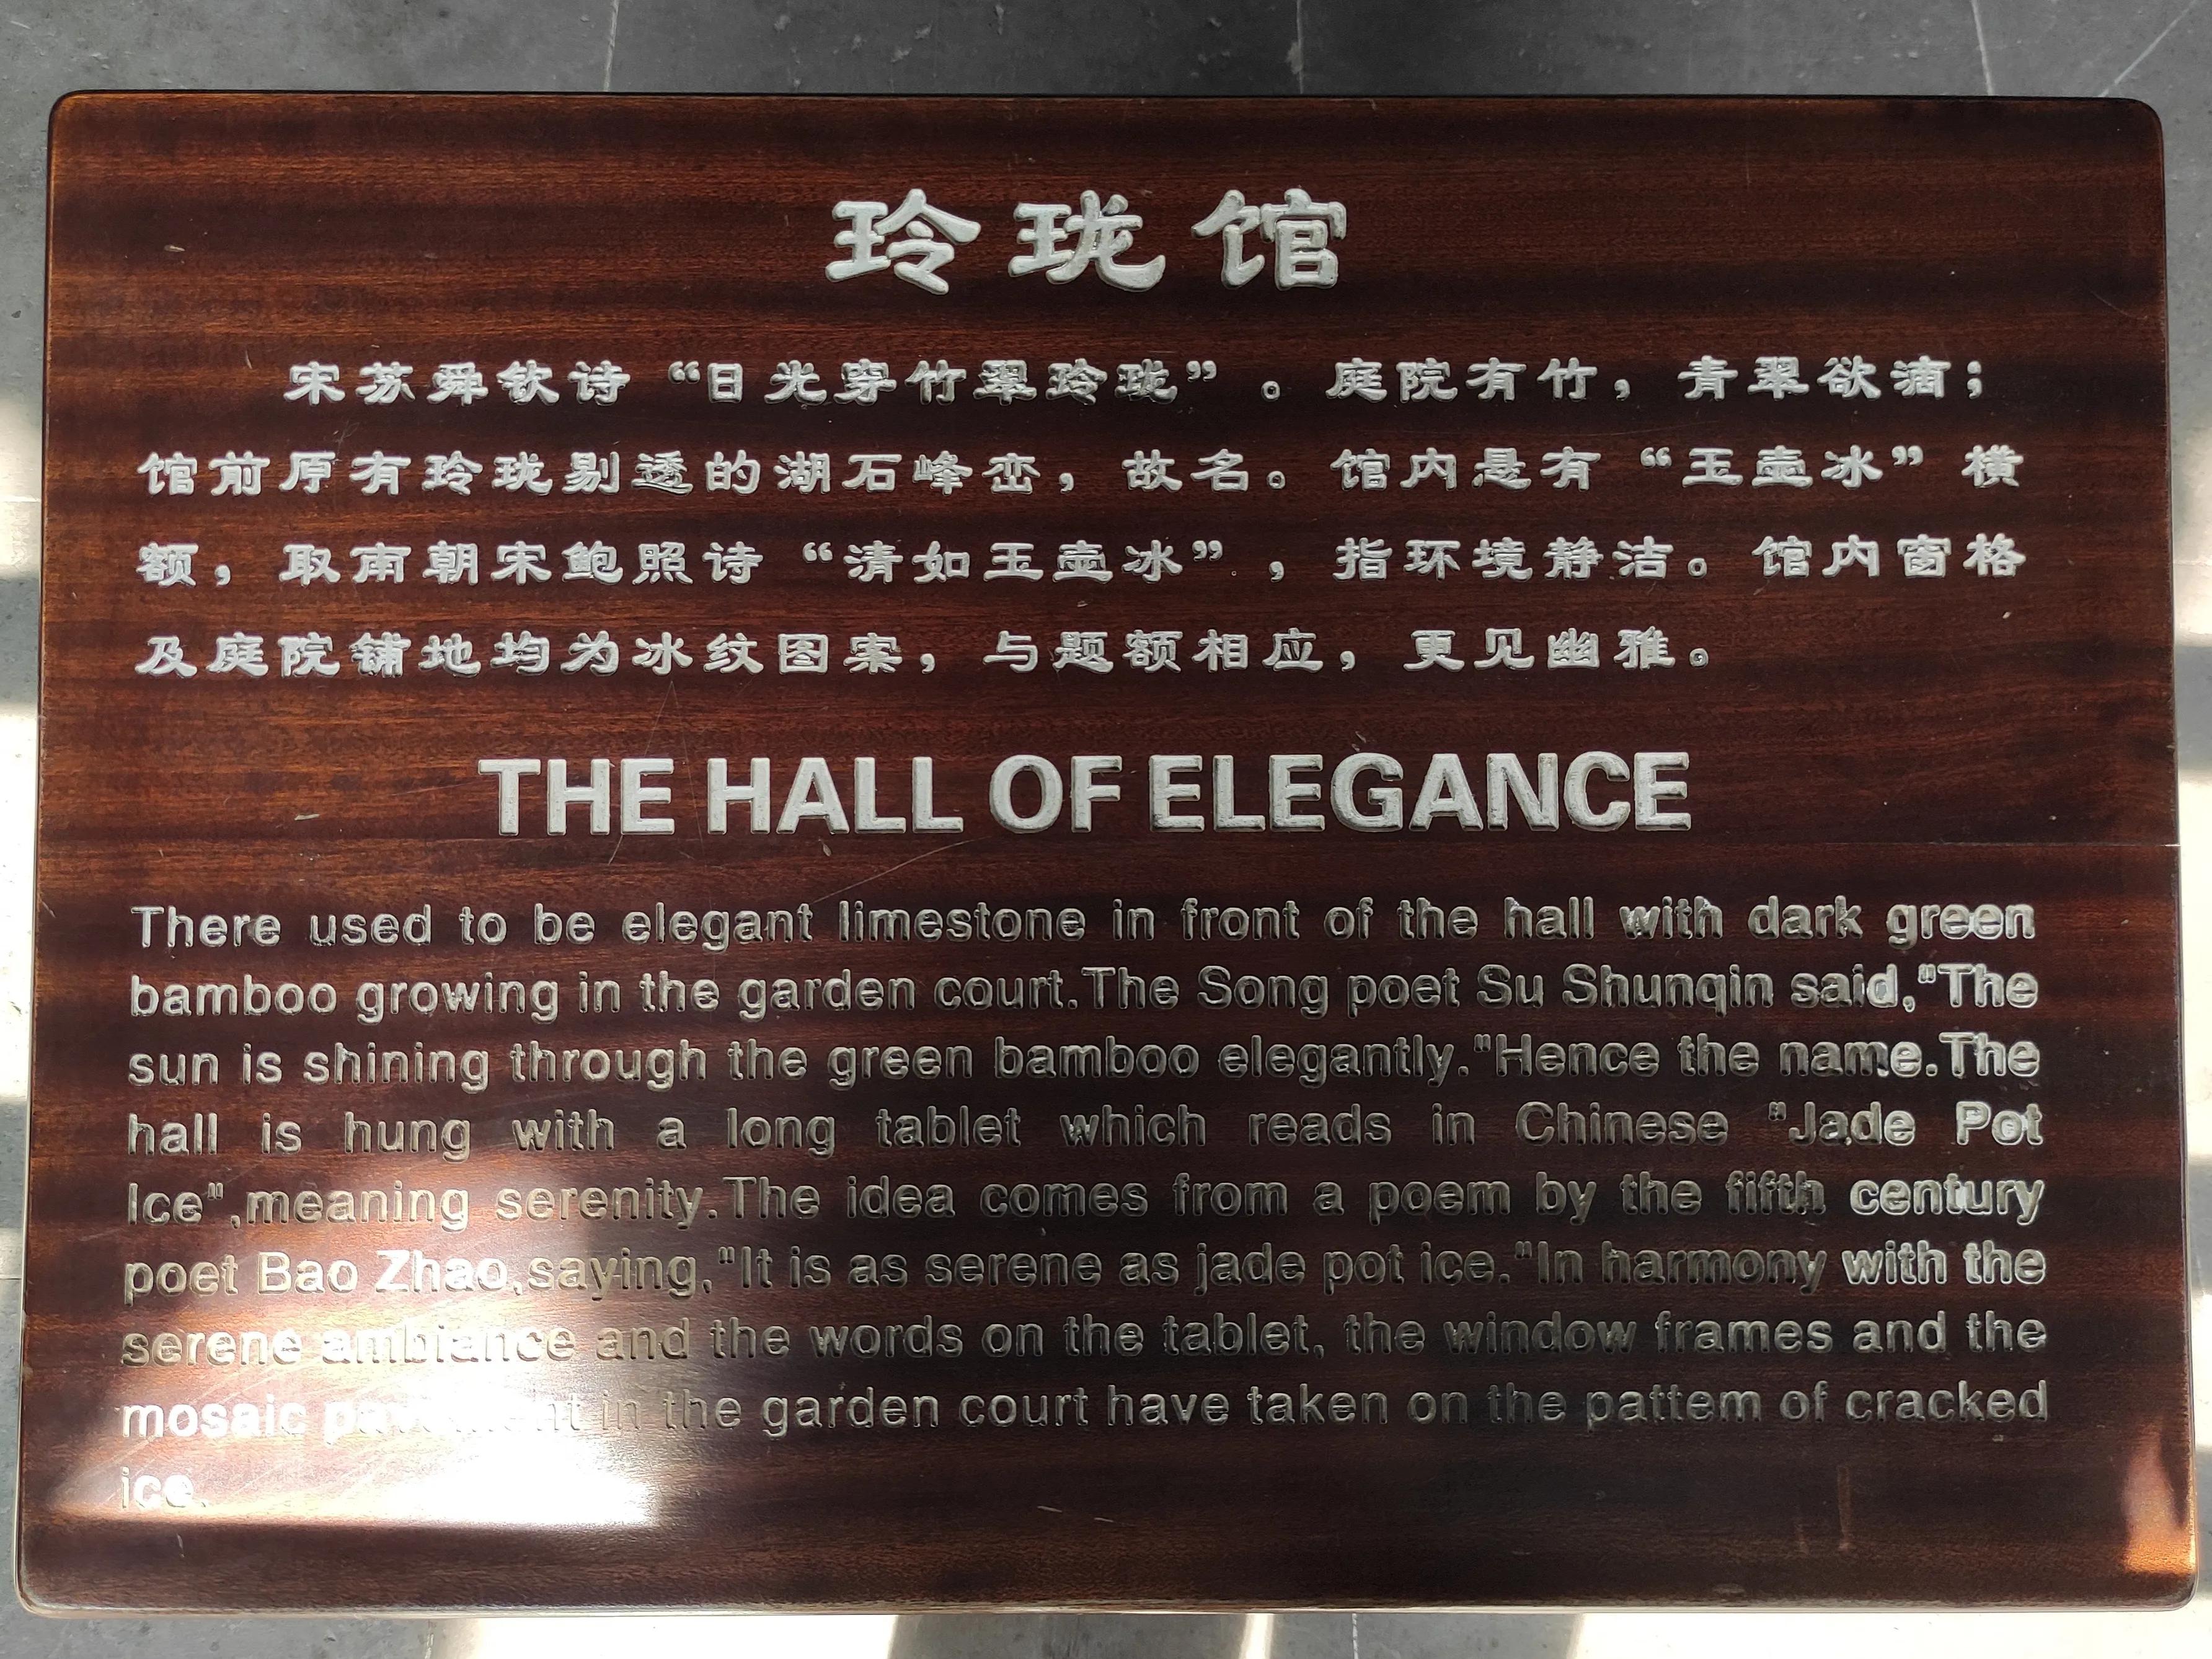 玲珑馆
宋苏舜钦诗“日光穿竹翠玲珑”。庭院有竹，青翠欲滴；
馆前原有玲珑剔透的湖石峰峦，故名。馆内悬有“玉壶冰”横
额，取南朝宋鲍照诗“清如玉壶冰”，指环境静洁。馆内窗格
及庭院铺地均为冰纹图案，与题额相应，更见幽雅。
THE HALL OF ELEGANCE
There used to be elegant limestone in front of the hall with dark green
bamboo growing in the garden court.The Song poet Su Shunqin said,"The
sun is shining through the green bamboo elegantly."Hence the name.The
hall is hung with a long tablet which reads in Chinese "Jade Pot
Ice",meaning serenity.The idea comes from a poem by the fifth century
poet Bao Zhao,saying,"It is as serene as jade pot ice."In harmony with the
serene ambiance and the words on the tablet, the window frames and the
mosaic pavement in the garden court have taken on the pattem of cracked
ice.